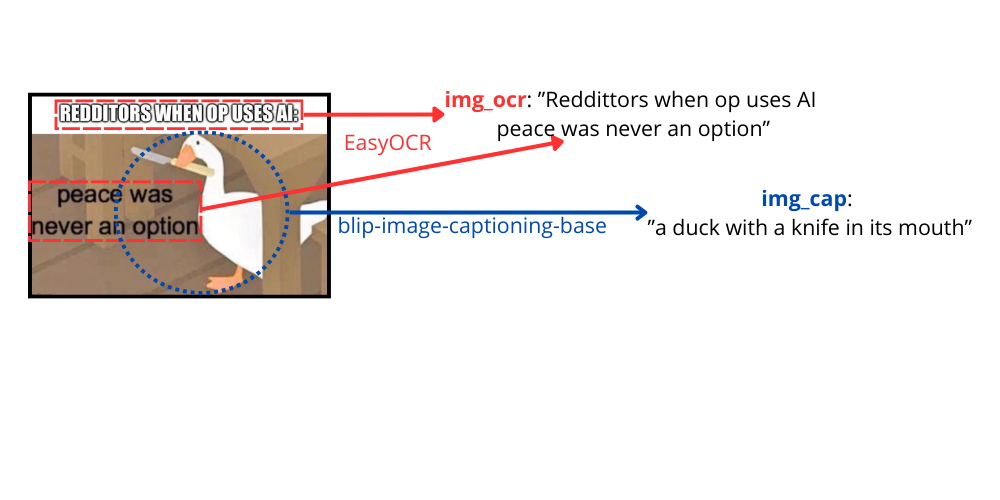 REDDITORS WHEN OP USES AI:
peace was
never an option
img_ocr: ”Reddittors when op uses AI
peace was never an option”
EasyOCR
img_cap:
”a duck with a knife in its mouth”
blip-image-captioning-base